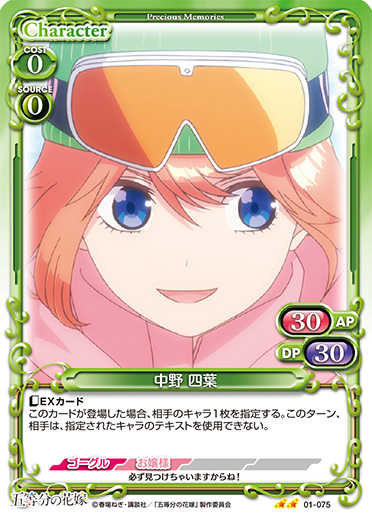 Precious Memories
Character
COST
0
SOURCE
0
30 AP
DP 30
中野 四葉
EXカード
このカードが登場した場合、相手のキャラ1枚を指定する。このターン、
相手は、指定されたキャラのテキストを使用できない。
ゴーグル お嬢様
必ず見つけちゃいますからね!
五等分の花嫁
©春場ねぎ・講談社/「五等分の花嫁」製作委員会
01-075